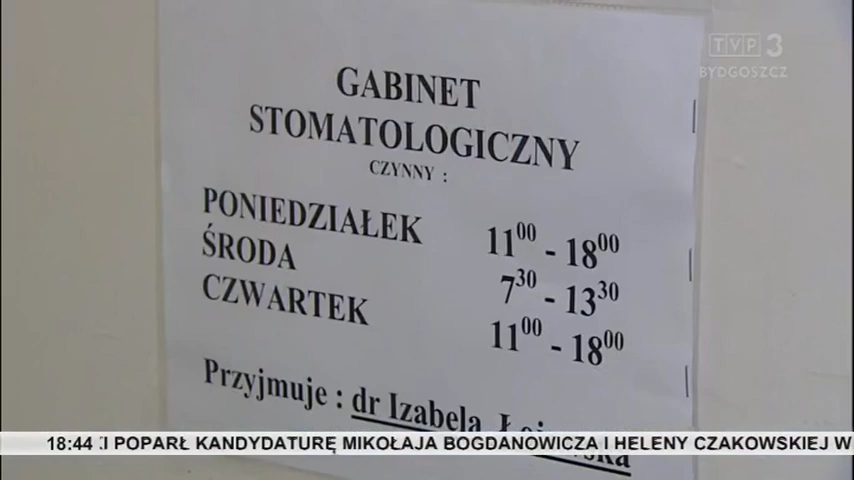 TVP 3
BYDGOSZCZ
GABINET
STOMATOLOGICZNY
CZYNNY :
PONIEDZIAŁEK 11⁰⁰ - 18⁰⁰
ŚRODA 7³⁰ - 13³⁰
CZWARTEK 11⁰⁰ - 18⁰⁰
Przyjmuje : dr Izabela
18:44 KI POPARŁ KANDYDATURĘ MIKOŁAJA BOGDANOWICZA I HELENY CZAKOWSKIEJ W